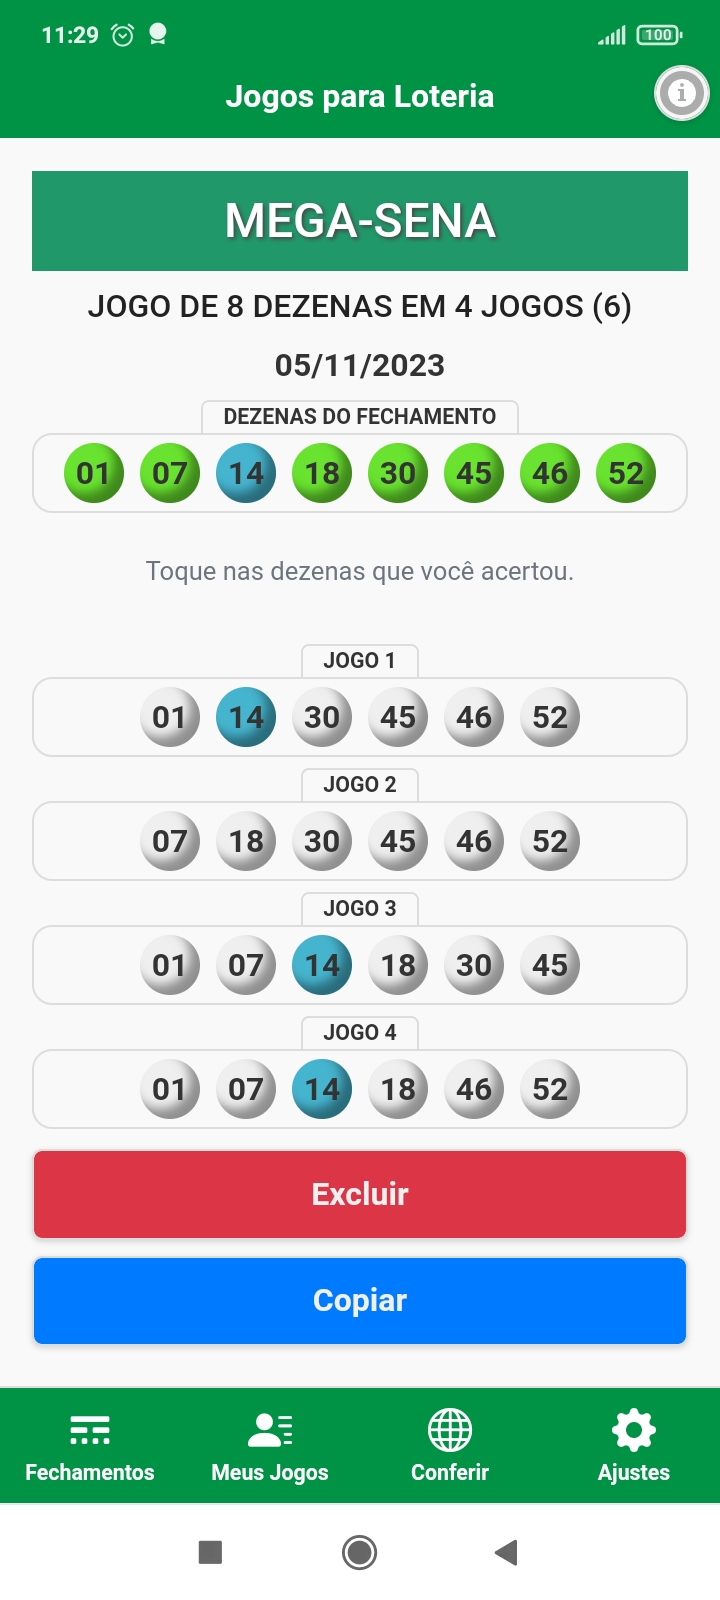 11:29
100
Jogos para Loteria
MEGA-SENA
JOGO DE 8 DEZENAS EM 4 JOGOS (6)
05/11/2023
DEZENAS DO FECHAMENTO
01 07 14 18 30 45 46 52
Toque nas dezenas que você acertou.
JOGO 1
01 14 30 45 46 52
JOGO 2
07 18 30 45 46 52
JOGO 3
01 07 14 18 30 45
JOGO 4
01 07 14 18 46 52
Excluir
Copiar
Fechamentos Meus Jogos Conferir Ajustes